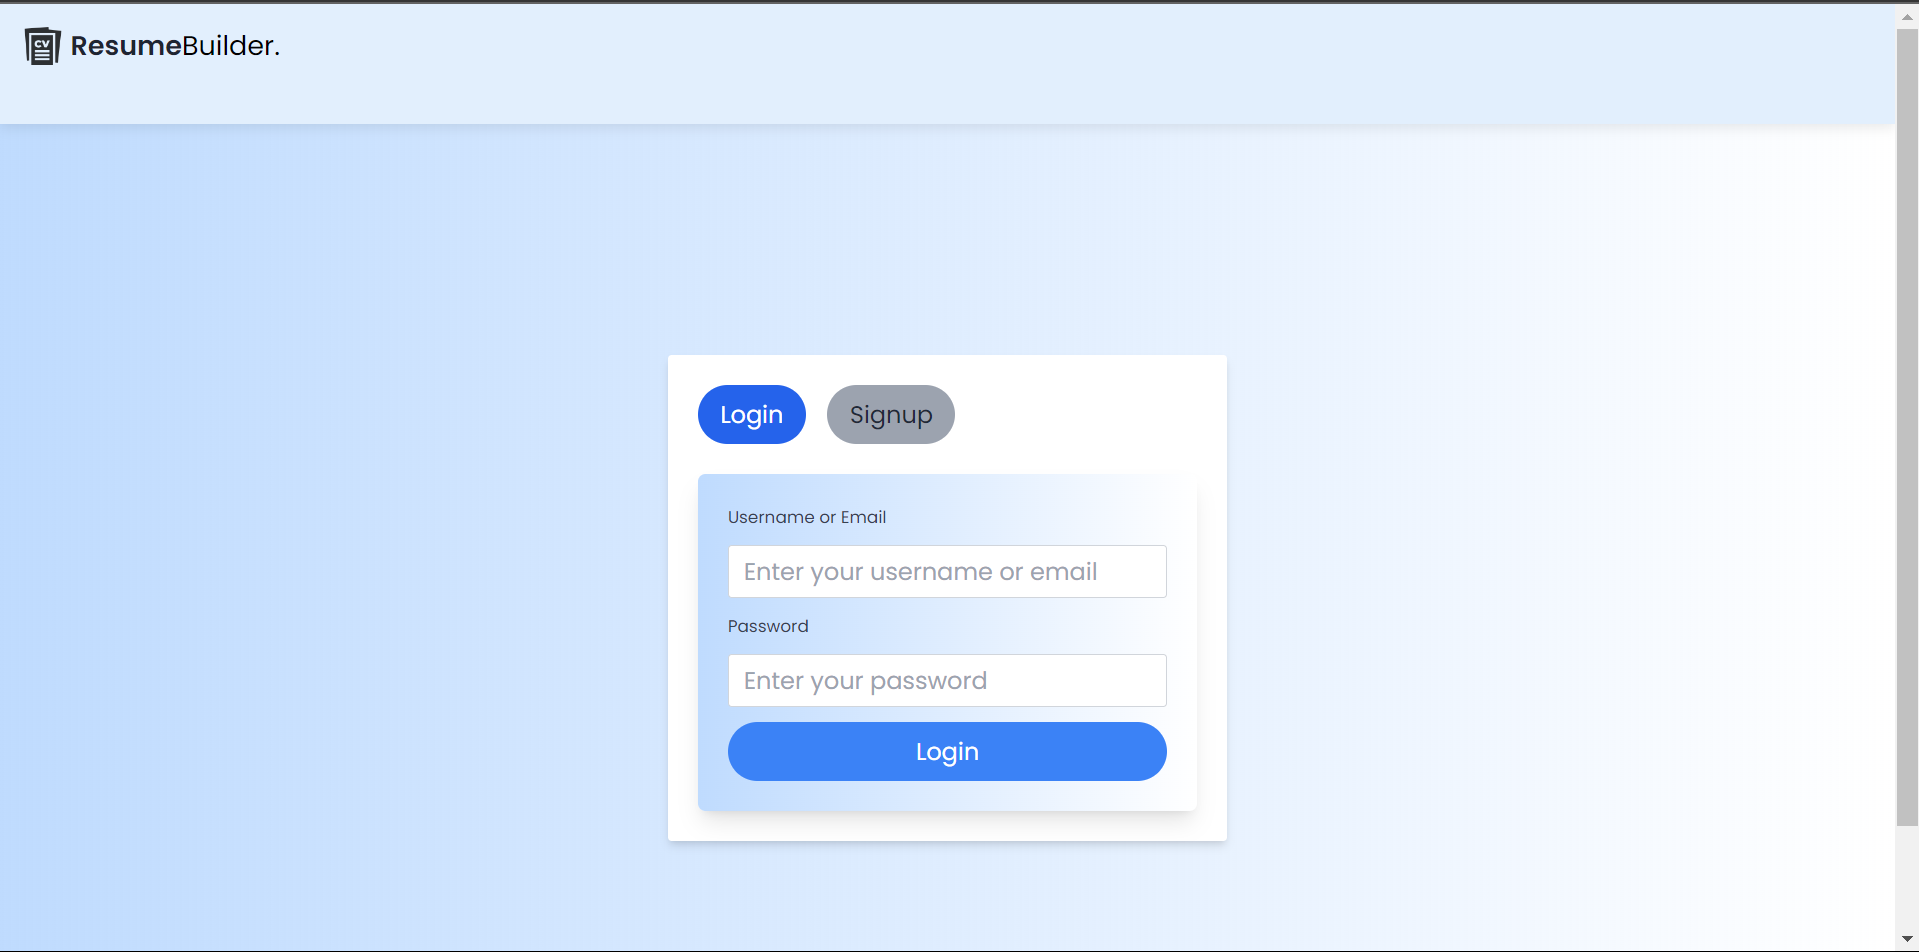 CV
ResumeBuilder.
Login Signup
Username or Email
Enter your username or email
Password
Enter your password
Login